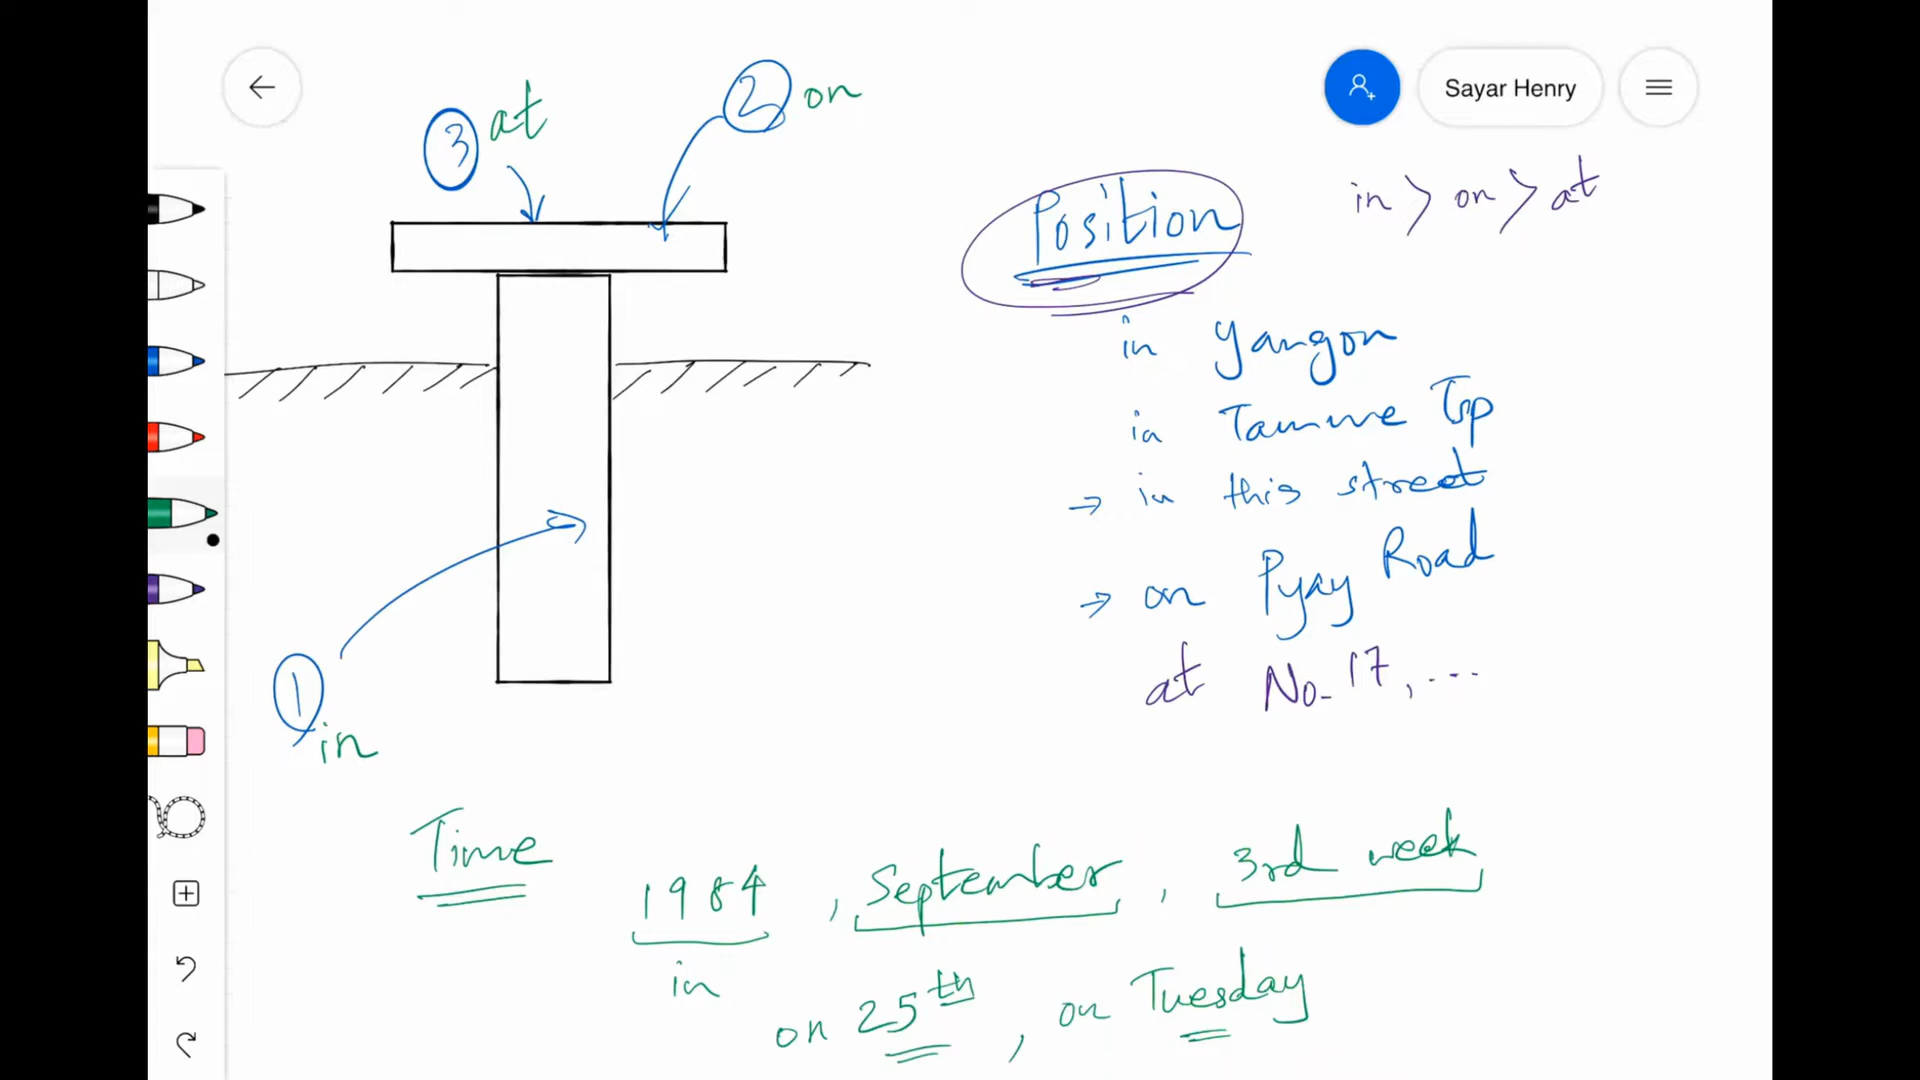 Sayar Henry
③ at
② on
① in
Position
in > on > at
in Yangon
in Tamwe Tsp
→ in this street
→ on Pyay Road
at No. 17, ...
Time
1984, September, 3rd week
in
on 25th, on Tuesday